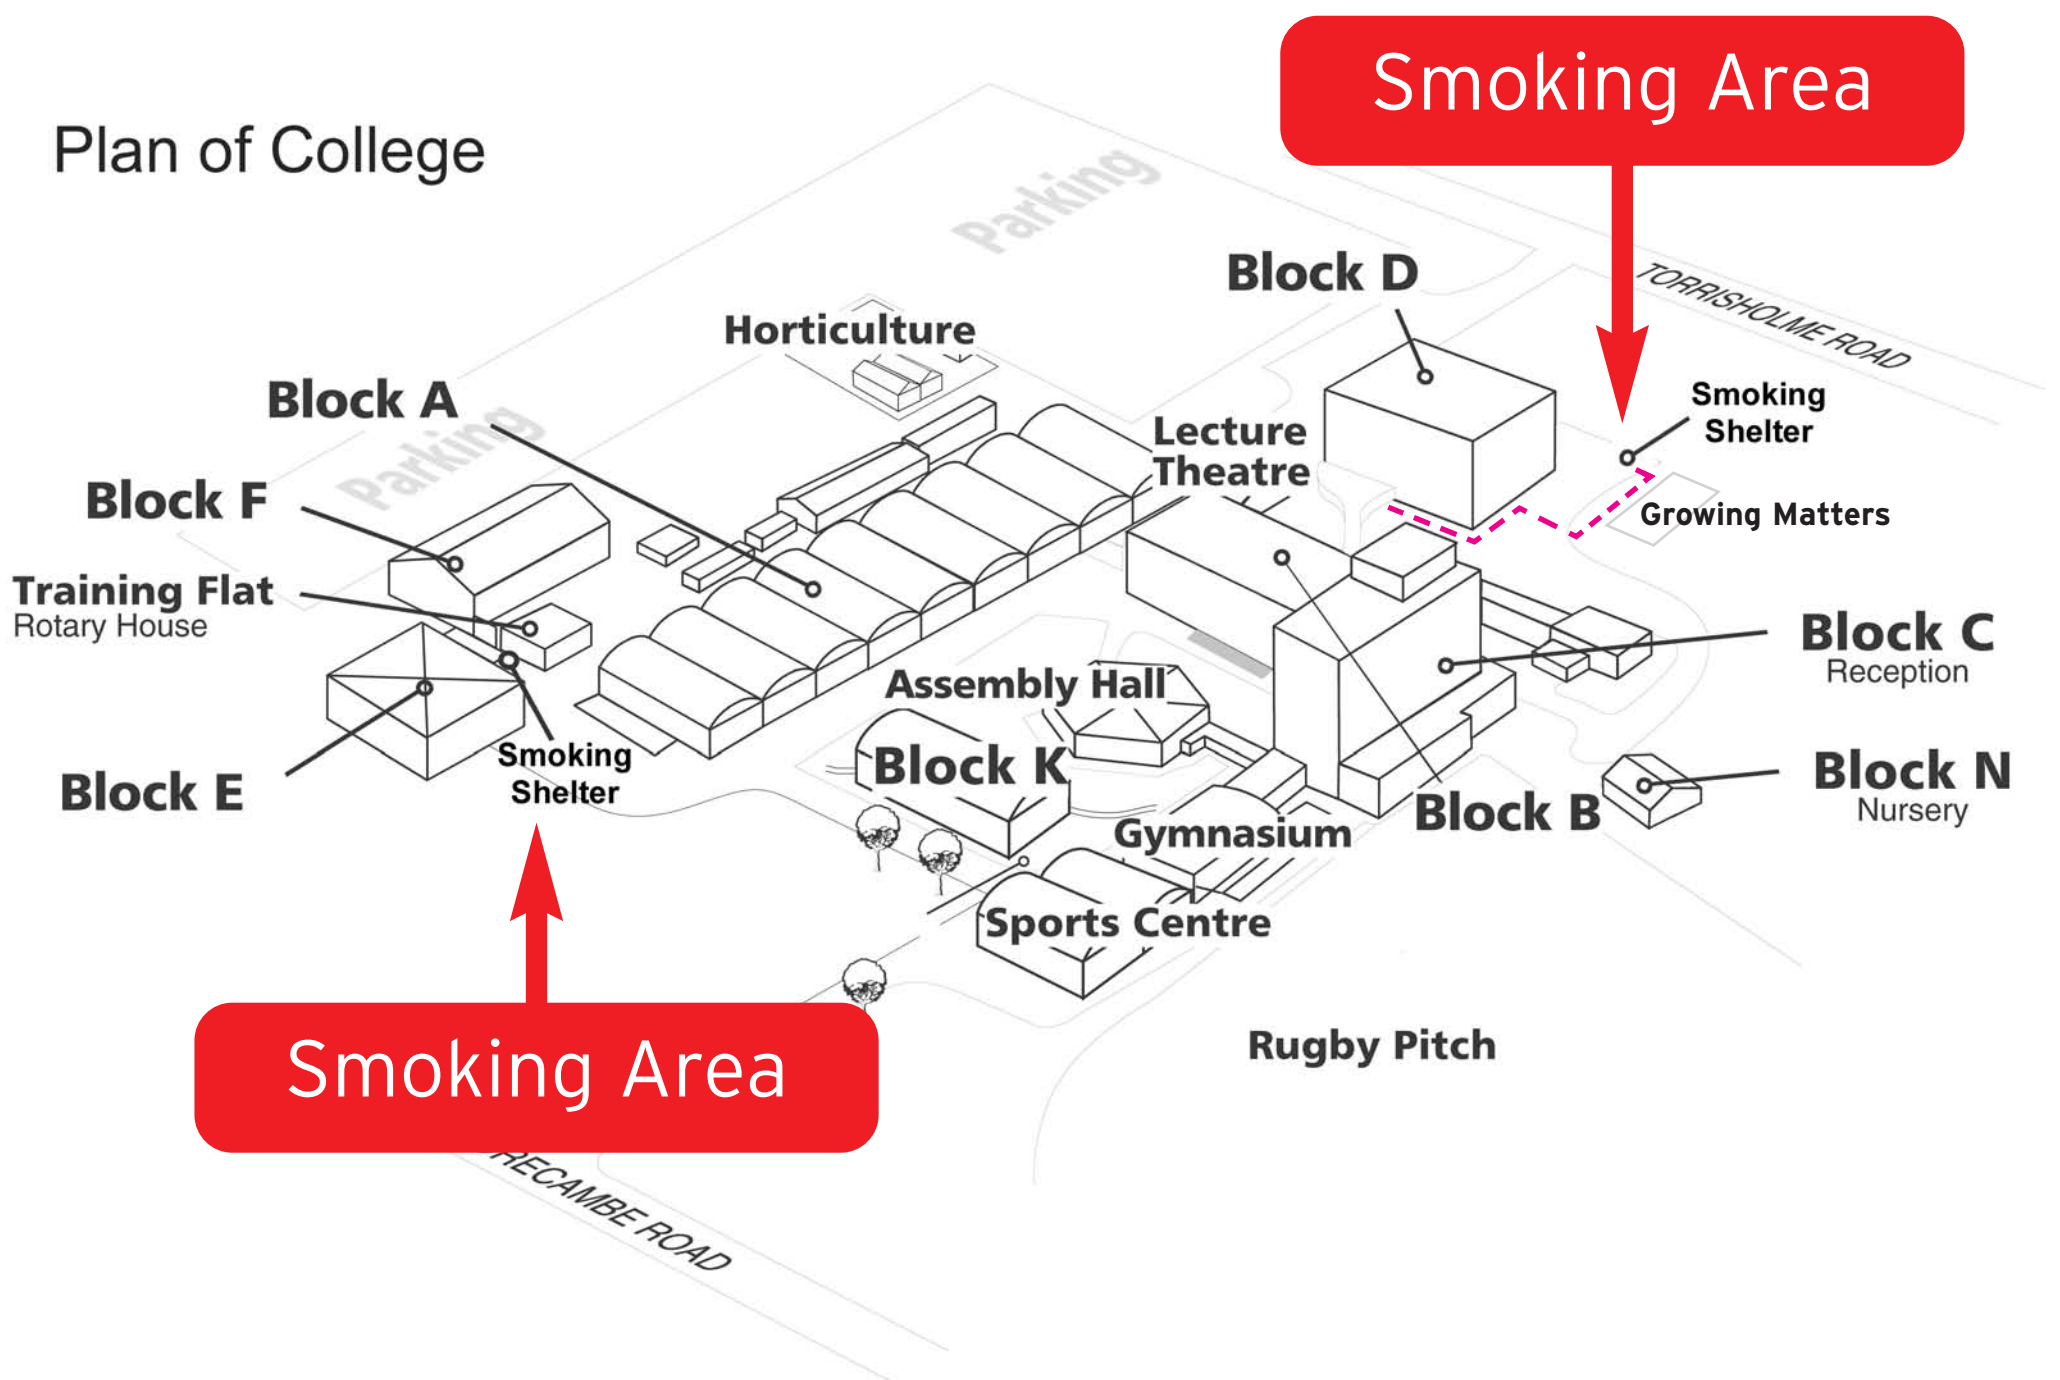 Smoking Area
Plan of College
Parking
Block D
TORRISHOLME ROAD
Horticulture
Block A
Parking
Smoking
Shelter
Lecture
Theatre
Block F
Growing Matters
Training Flat
Rotary House
Block C
Reception
Assembly Hall
Smoking
Shelter
Block K
Block N
Nursery
Block E
Block B
Gymnasium
Sports Centre
Rugby Pitch
Smoking Area
RECAMBE ROAD